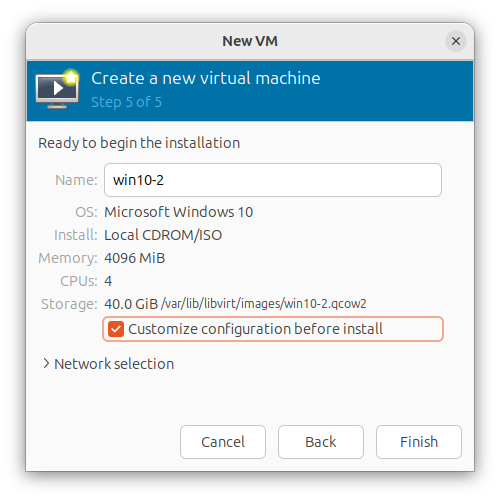 New VM
Create a new virtual machine
Step 5 of 5
Ready to begin the installation
Name: win10-2
OS: Microsoft Windows 10
Install: Local CDROM/ISO
Memory: 4096 MiB
CPUs: 4
Storage: 40.0 GiB /var/lib/libvirt/images/win10-2.qcow2
Customize configuration before install
Network selection
Cancel Back Finish